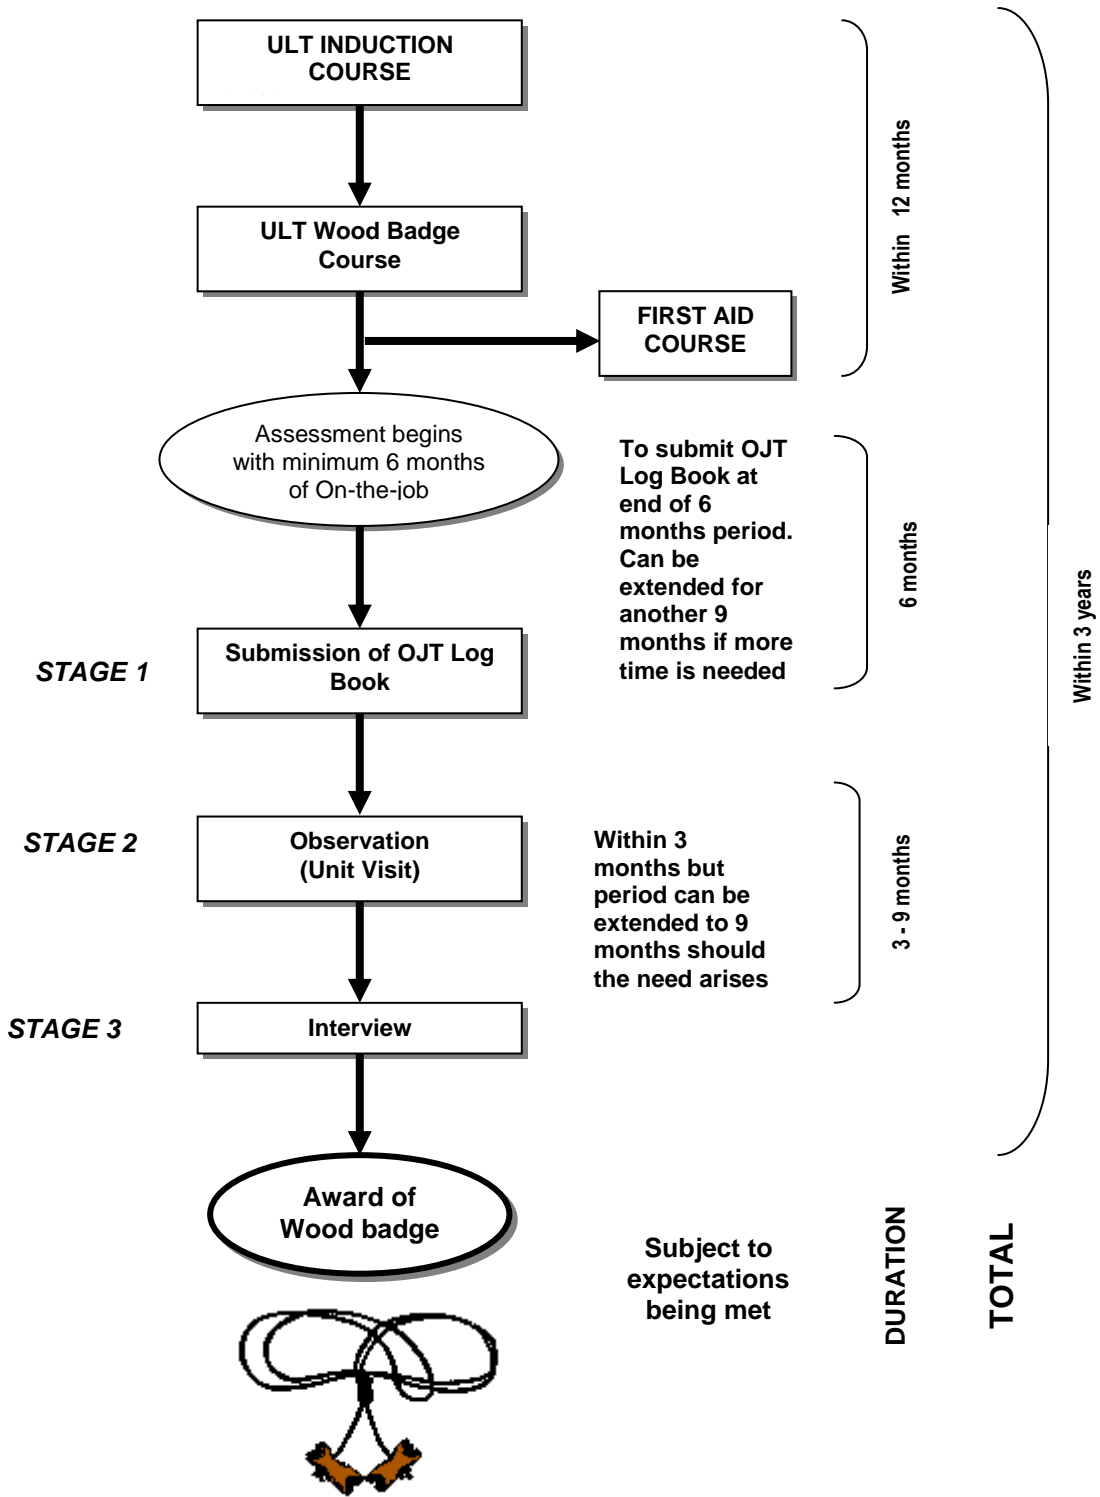 ULT INDUCTION
COURSE
ULT Wood Badge
Course
FIRST AID
COURSE
Within 12 months
Assessment begins
with minimum 6 months
of On-the-job
To submit OJT
Log Book at
end of 6
months period.
Can be
extended for
another 9
months if more
time is needed
6 months
Within 3 years
STAGE 1
Submission of OJT Log
Book
STAGE 2
Observation
(Unit Visit)
Within 3
months but
period can be
extended to 9
months should
the need arises
3 - 9 months
STAGE 3
Interview
Award of
Wood badge
Subject to
expectations
being met
DURATION
TOTAL